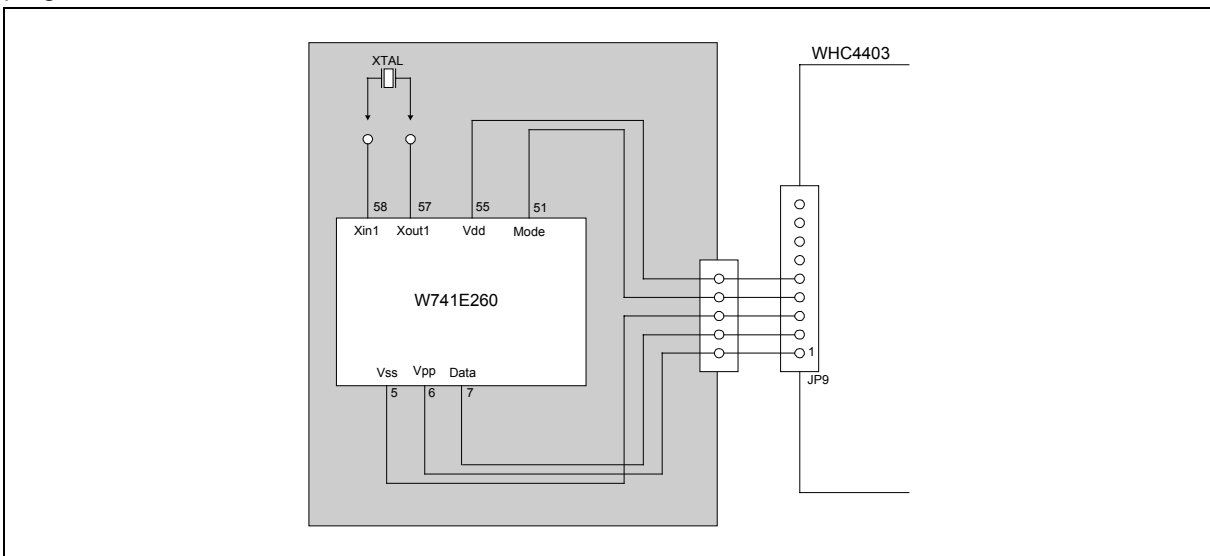 XTAL
WHC4403
58 57 55 51
Xin1 Xout1 Vdd Mode
W741E260
Vss Vpp Data
5 6 7
1
JP9